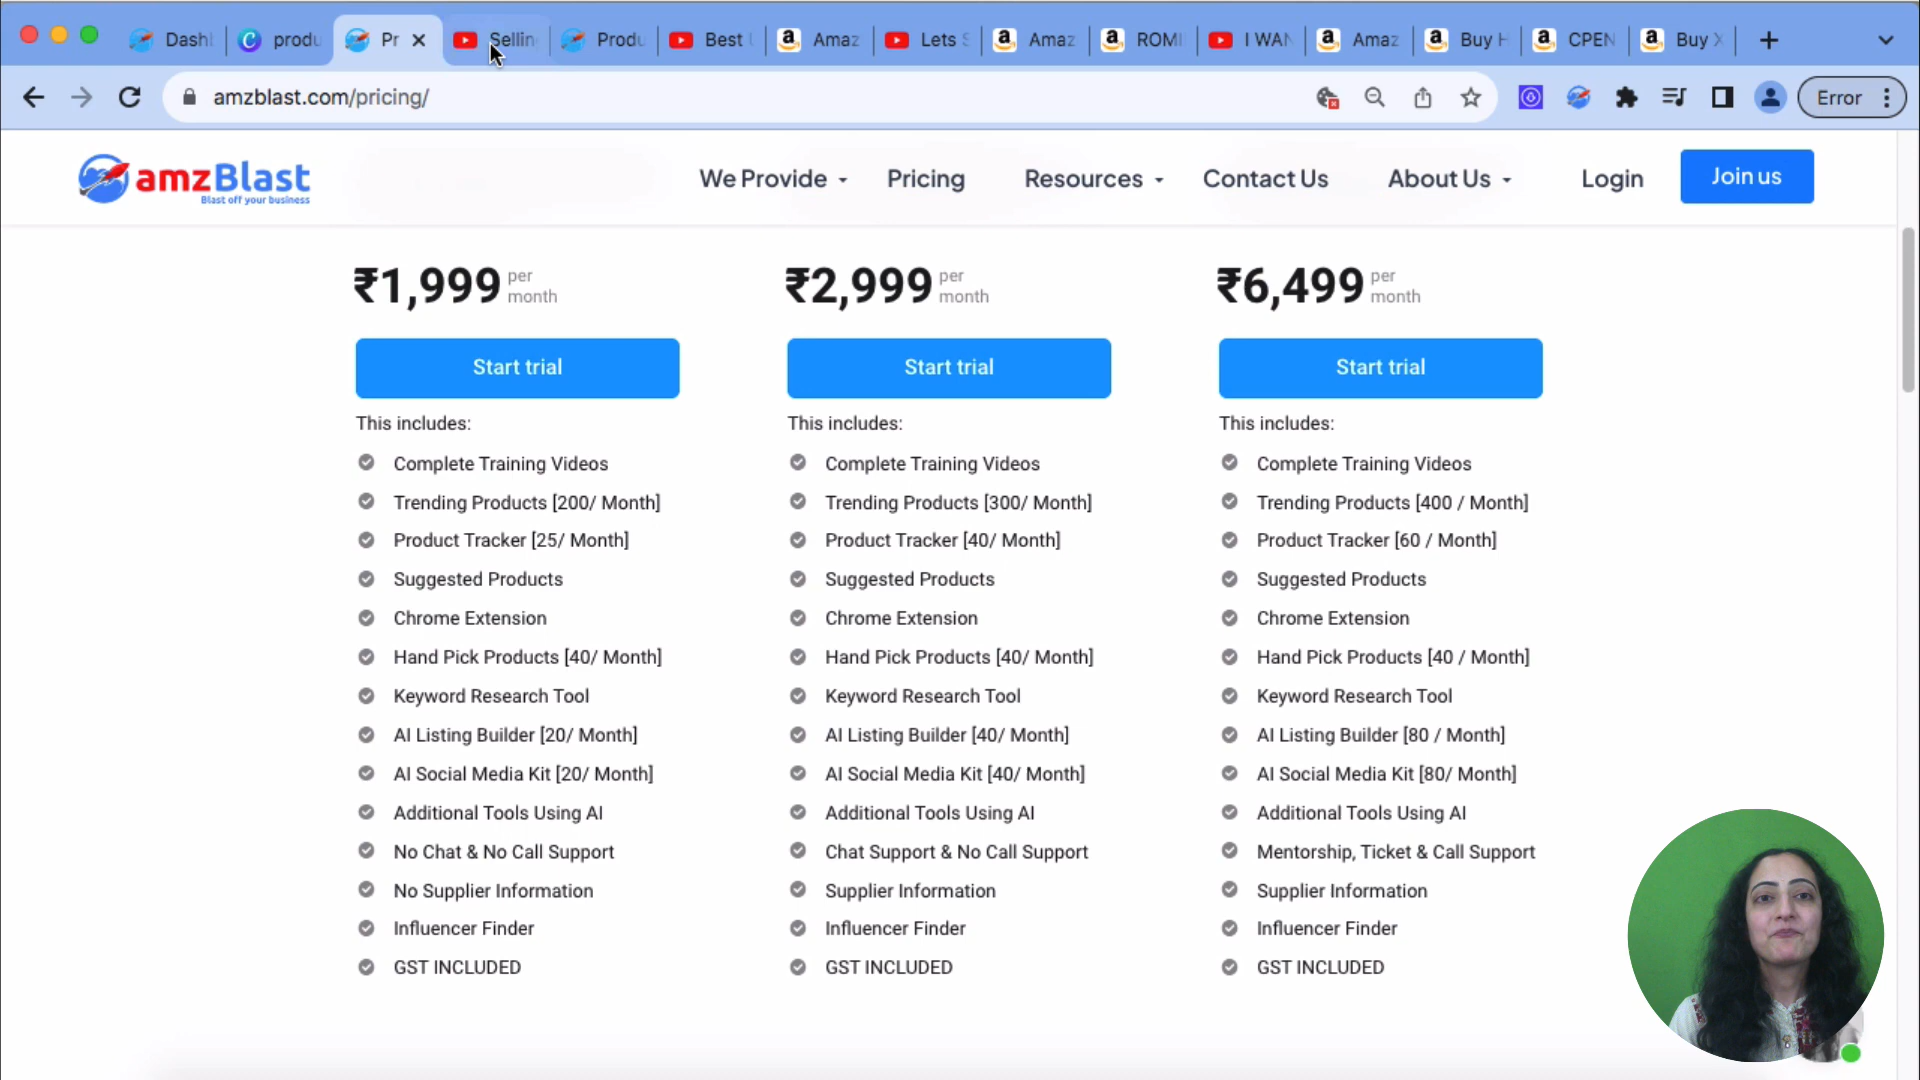 Dash
produ
Pr
Sellin
Produ
Best
Amaz
Lets S
Amaz
ROM
I WAN
Amaz
Buy H
CPEN
Buy X
amzblast.com/pricing/
Error
amzBlast
Blast off your business
We Provide
Pricing
Resources
Contact Us
About Us
Login
Join us
₹1,999 per month
₹2,999 per month
₹6,499 per month
Start trial
Start trial
Start trial
This includes:
Complete Training Videos
Trending Products [200/ Month]
Product Tracker [25/ Month]
Suggested Products
Chrome Extension
Hand Pick Products [40/ Month]
Keyword Research Tool
AI Listing Builder [20/ Month]
AI Social Media Kit [20/ Month]
Additional Tools Using AI
No Chat & No Call Support
No Supplier Information
Influencer Finder
GST INCLUDED
This includes:
Complete Training Videos
Trending Products [300/ Month]
Product Tracker [40/ Month]
Suggested Products
Chrome Extension
Hand Pick Products [40/ Month]
Keyword Research Tool
AI Listing Builder [40/ Month]
AI Social Media Kit [40/ Month]
Additional Tools Using AI
Chat Support & No Call Support
Supplier Information
Influencer Finder
GST INCLUDED
This includes:
Complete Training Videos
Trending Products [400 / Month]
Product Tracker [60 / Month]
Suggested Products
Chrome Extension
Hand Pick Products [40 / Month]
Keyword Research Tool
AI Listing Builder [80 / Month]
AI Social Media Kit [80/ Month]
Additional Tools Using AI
Mentorship, Ticket & Call Support
Supplier Information
Influencer Finder
GST INCLUDED